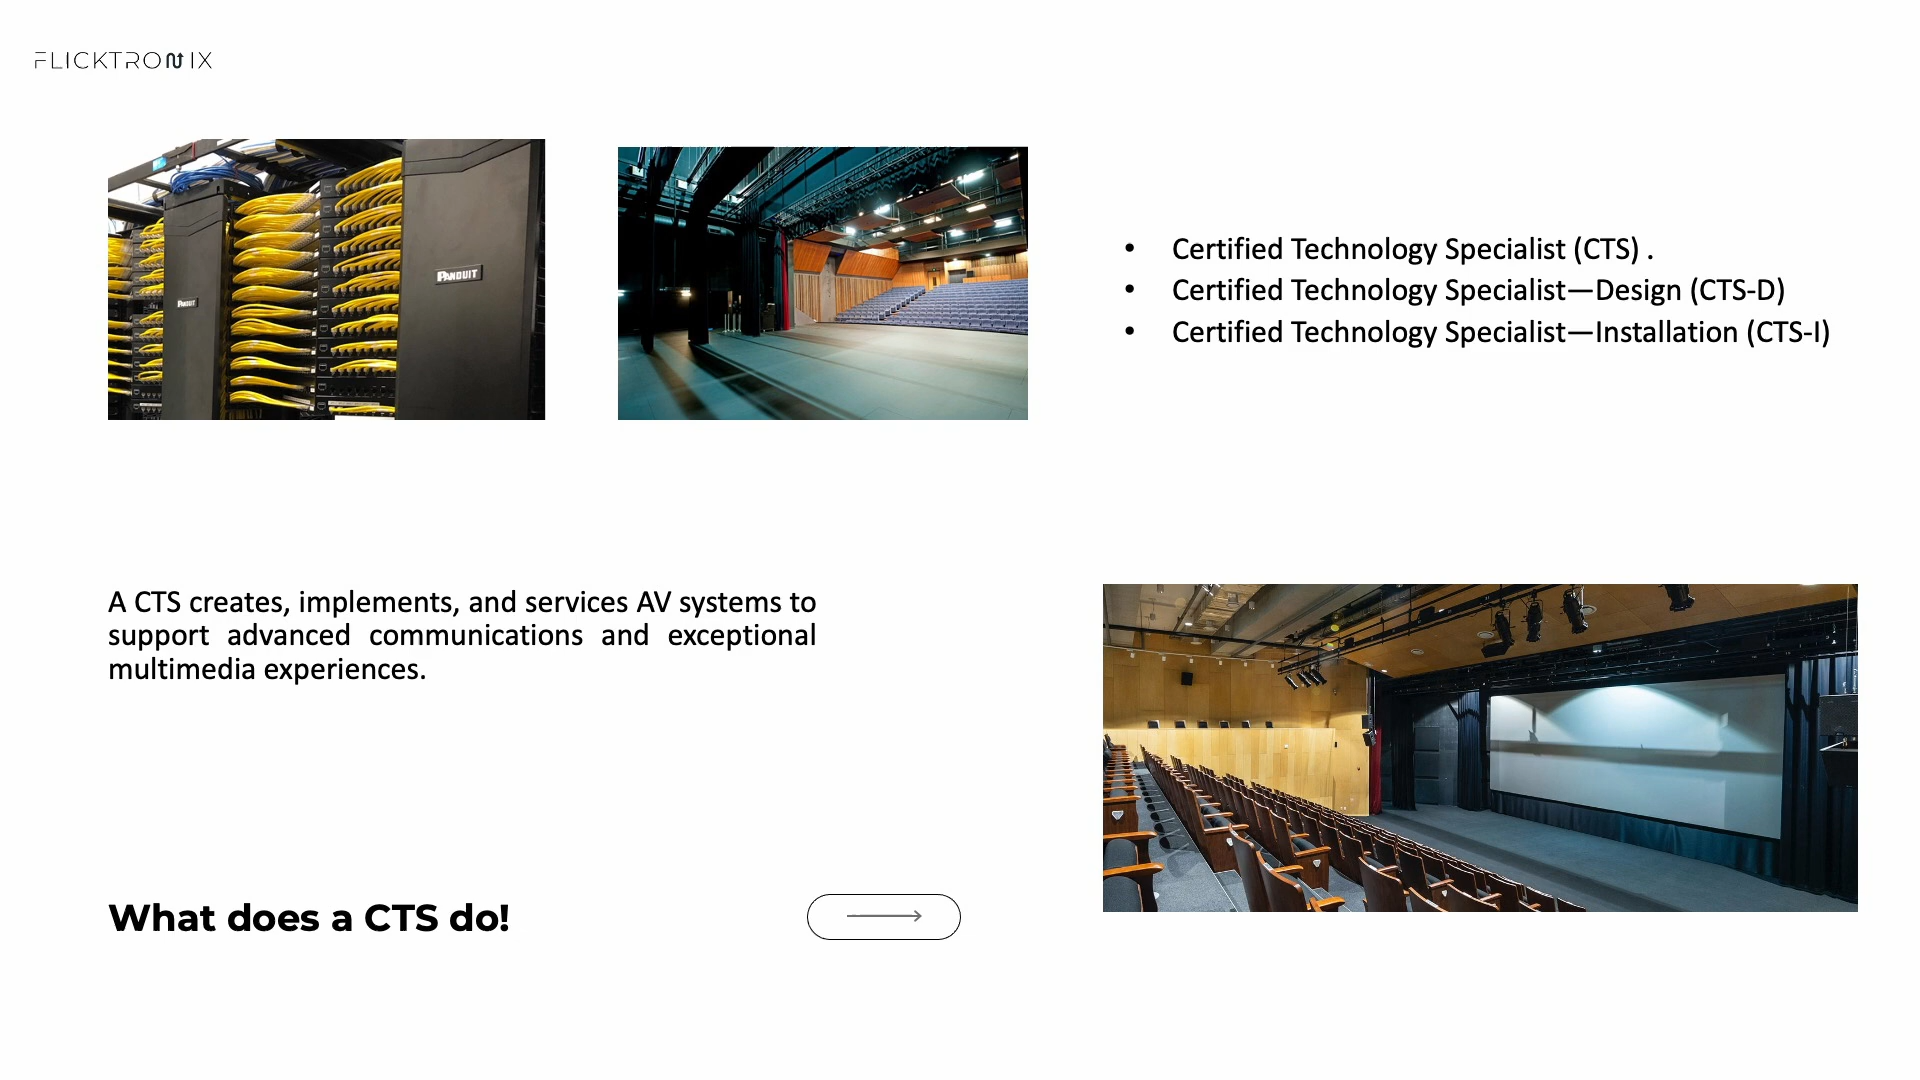 FLICKTRONIX
PANDUIT
PANDUIT
• Certified Technology Specialist (CTS) .
• Certified Technology Specialist—Design (CTS-D)
• Certified Technology Specialist—Installation (CTS-I)
A CTS creates, implements, and services AV systems to
support advanced communications and exceptional
multimedia experiences.
What does a CTS do!